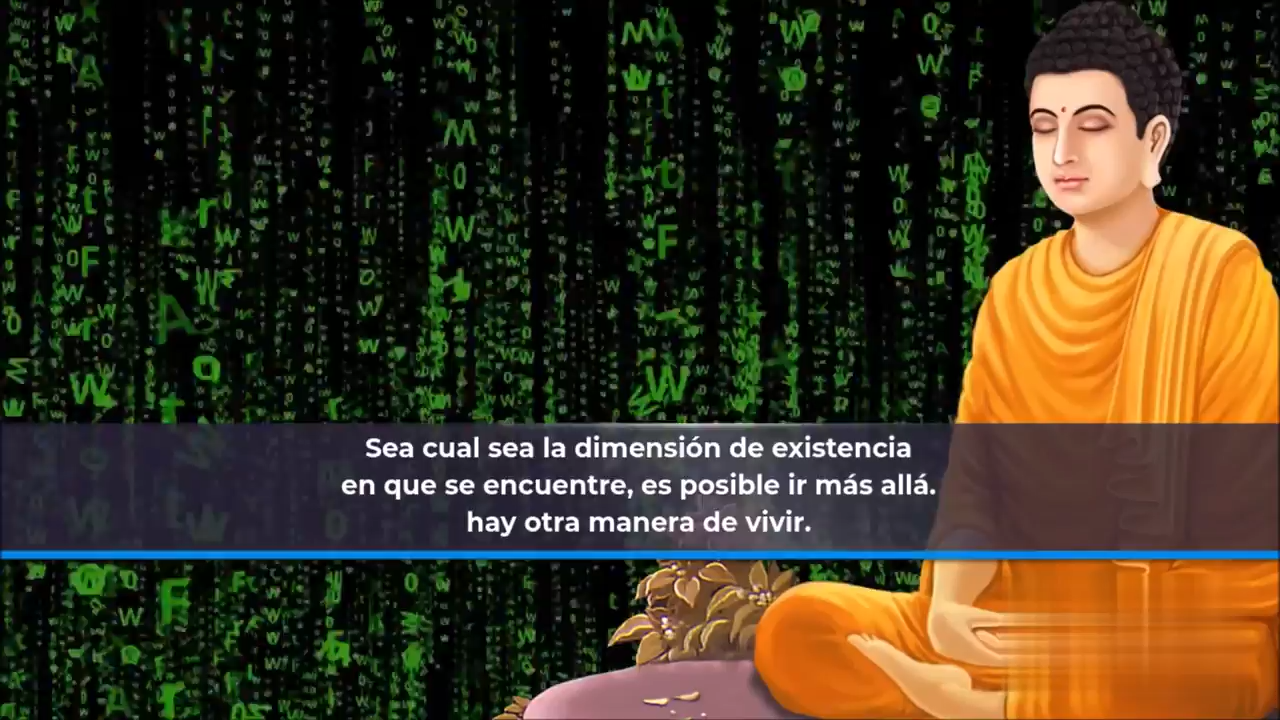 Sea cual sea la dimensión de existencia
en que se encuentre, es posible ir más allá.
hay otra manera de vivir.